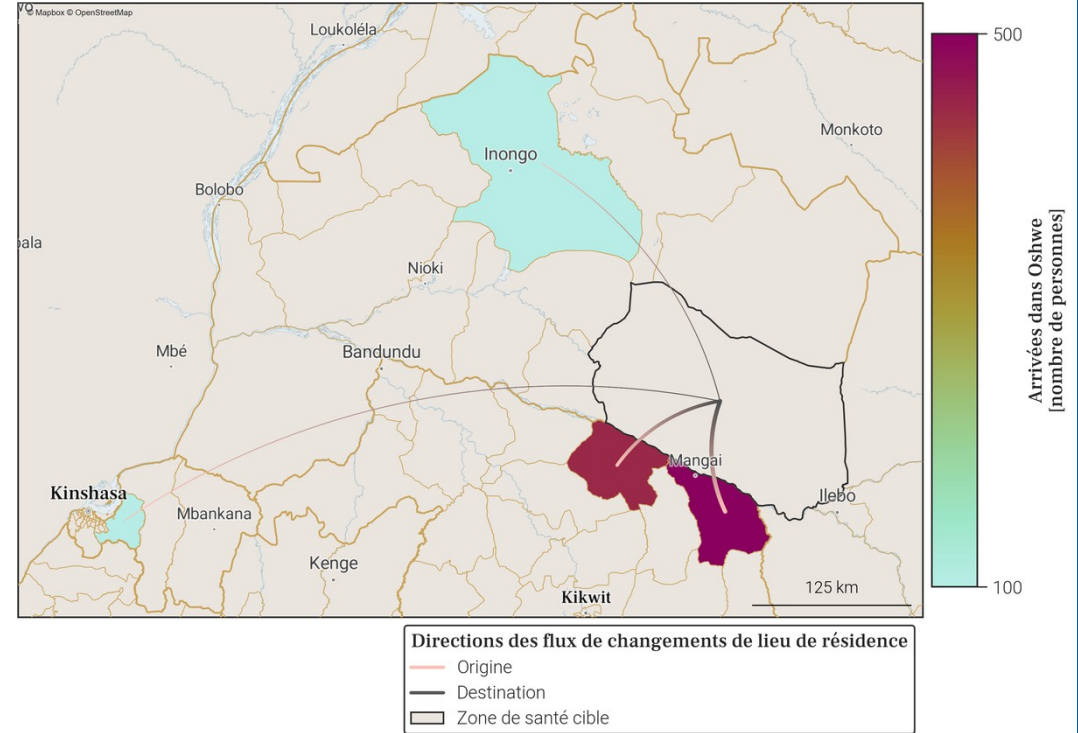 © Mapbox © OpenStreetMap
Loukoléla
Monkoto
Inongo
Bolobo
Nioki
Mbé
Bandundu
Mangai
Ilebo
Kinshasa
Mbankana
Kenge
Kikwit
125 km
500
100
Arrivées dans Oshwe
[nombre de personnes]
Directions des flux de changements de lieu de résidence
Origine
Destination
Zone de santé cible